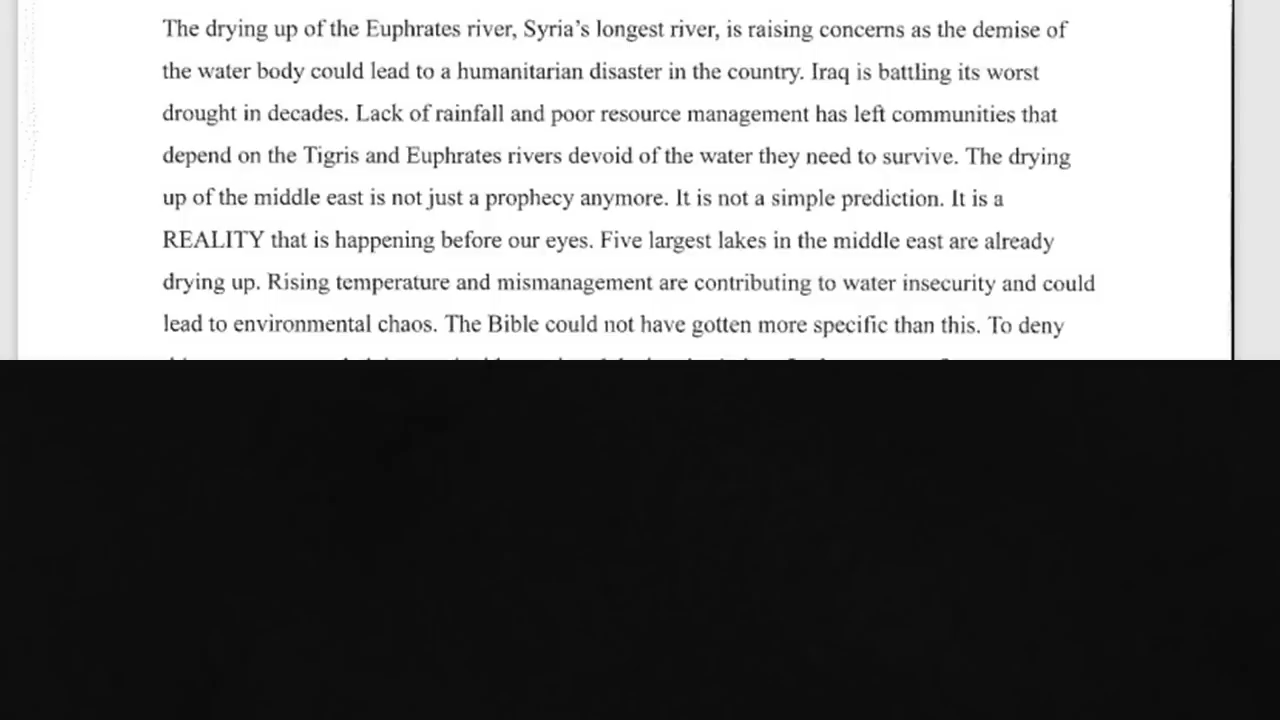 The drying up of the Euphrates river, Syria’s longest river, is raising concerns as the demise of
the water body could lead to a humanitarian disaster in the country. Iraq is battling its worst
drought in decades. Lack of rainfall and poor resource management has left communities that
depend on the Tigris and Euphrates rivers devoid of the water they need to survive. The drying
up of the middle east is not just a prophecy anymore. It is not a simple prediction. It is a
REALITY that is happening before our eyes. Five largest lakes in the middle east are already
drying up. Rising temperature and mismanagement are contributing to water insecurity and could
lead to environmental chaos. The Bible could not have gotten more specific than this. To deny